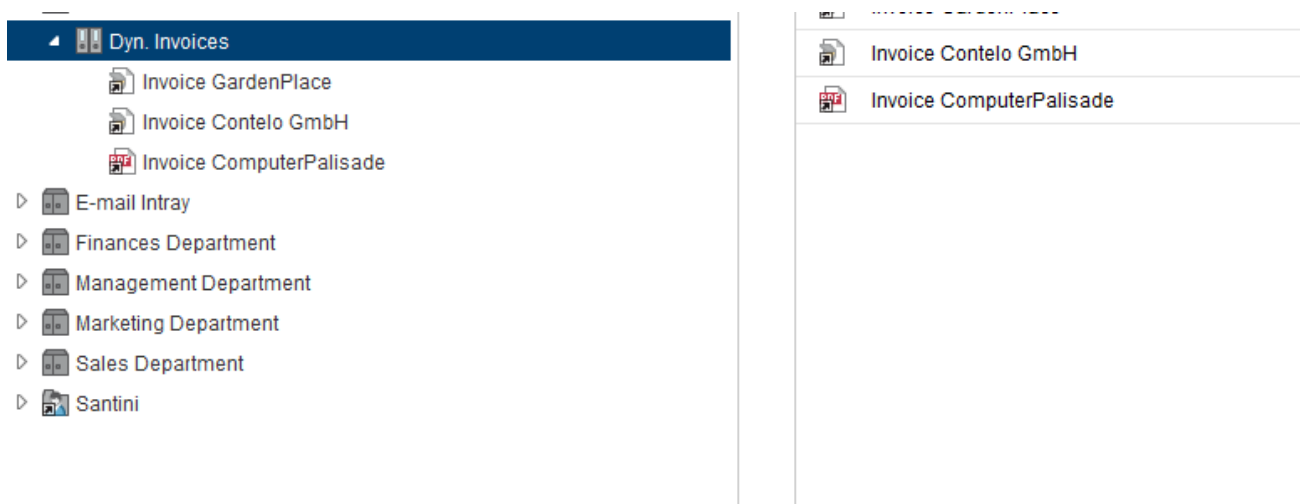 Dyn. Invoices
Invoice GardenPlace
Invoice Contelo GmbH
Invoice ComputerPalisade
E-mail Intray
Finances Department
Management Department
Marketing Department
Sales Department
Santini
Invoice Contelo GmbH
Invoice ComputerPalisade